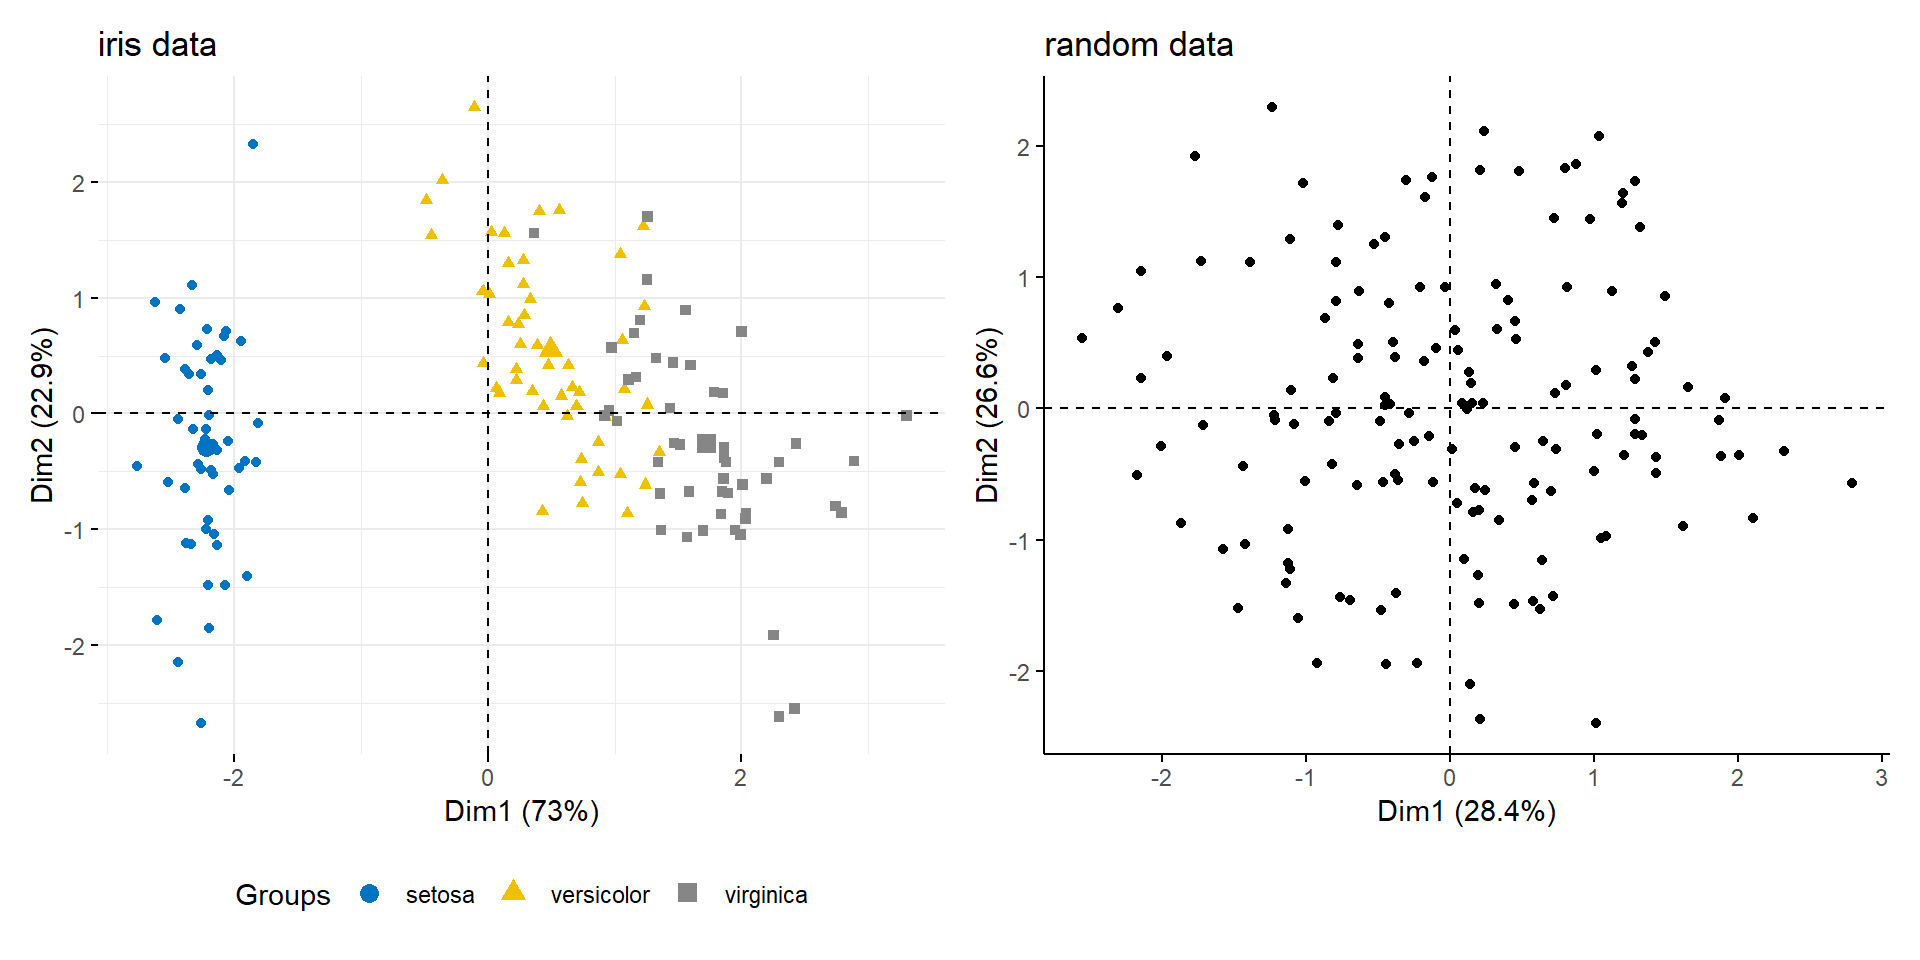 iris data
Dim2 (22.9%)
2
1
0
-1
-2
-2 0 2
Dim1 (73%)
Groups setosa versicolor virginica
random data
Dim2 (26.6%)
2
1
0
-1
-2
-2 -1 0 1 2 3
Dim1 (28.4%)